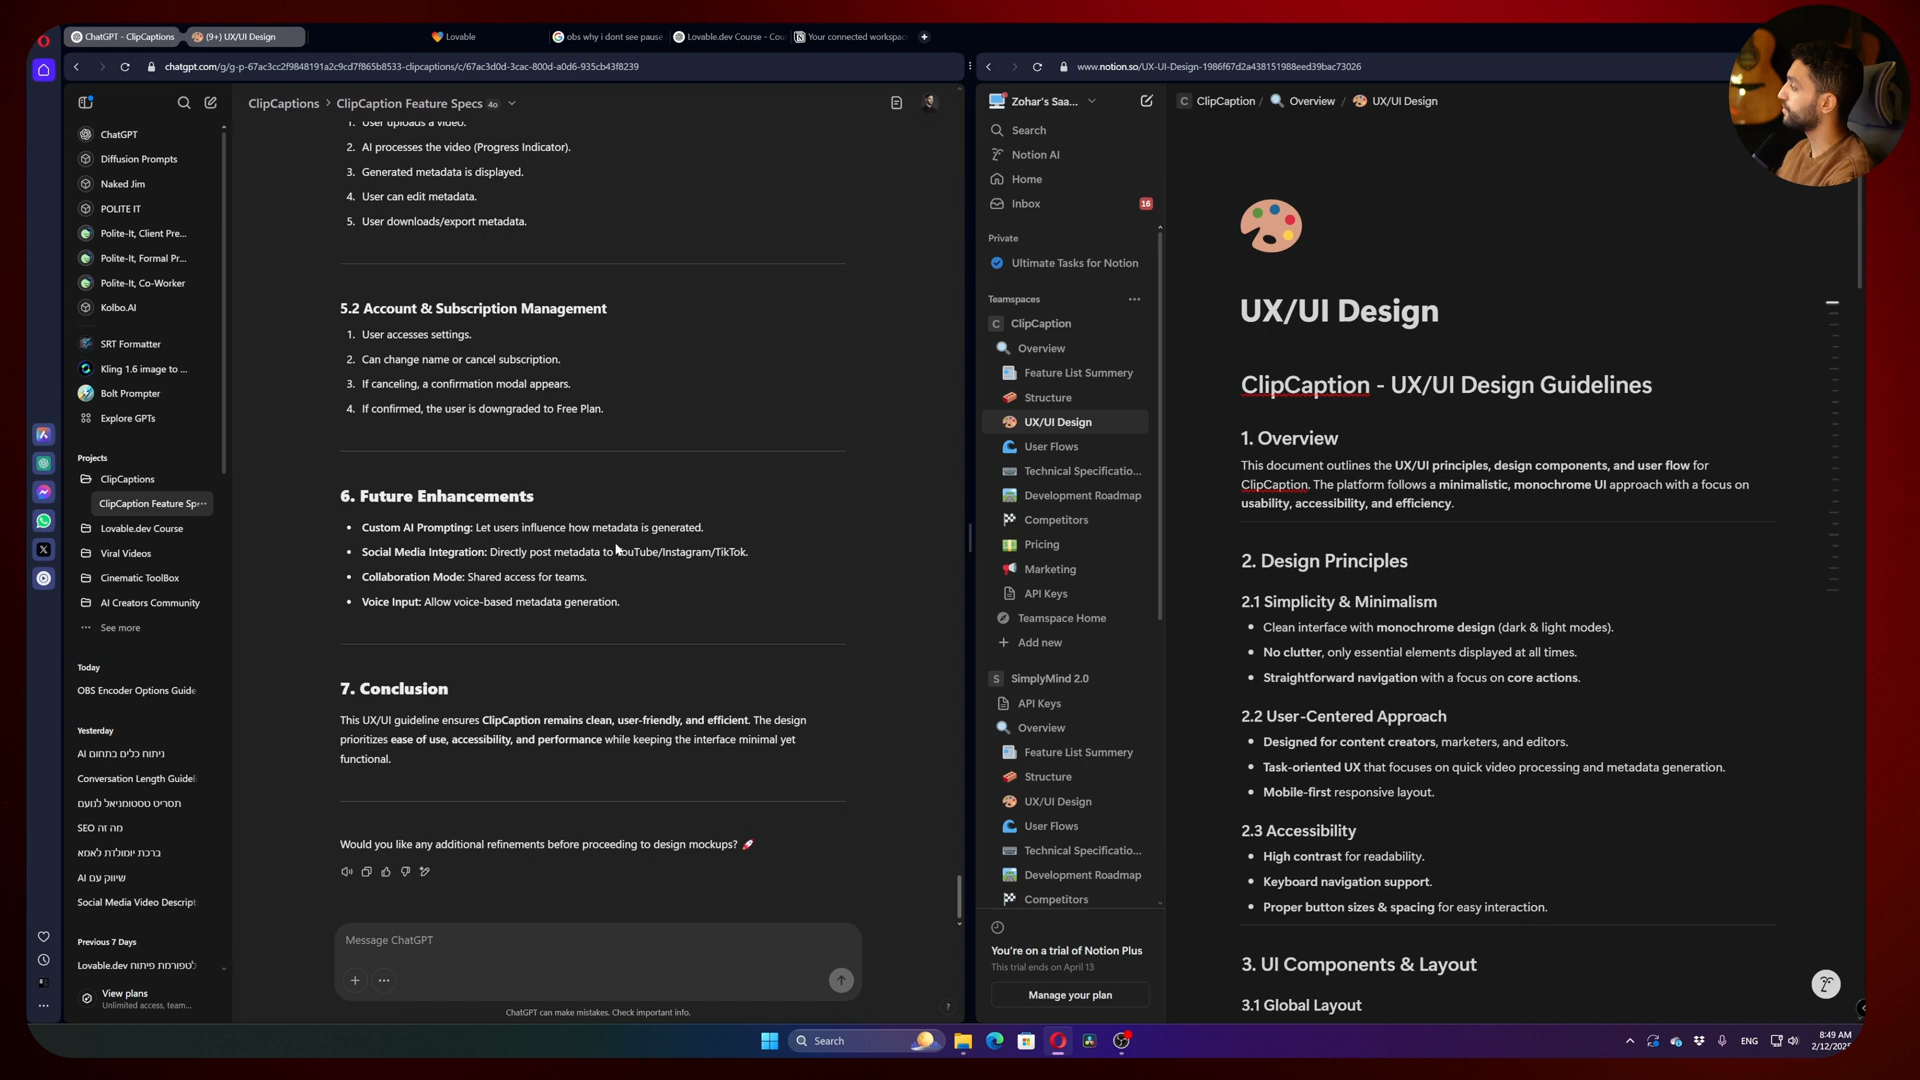 ChatGPT - ClipCaptions
(9+) UX/UI Design
Lovable
obs why i dont see pause
Lovable.dev Course - Cou
Your connected workspac
chatgpt.com/g/g-p-67ac3cc2f9848191a2c9cd7f865b8533-clipcaptions/c/67ac3d0d-3cac-800d-a0d6-935cb43f8239
www.notion.so/UX-UI-Design-1986f67d2a438151988eed39bac73026
ChatGPT
Diffusion Prompts
Naked Jim
POLITE IT
Polite-It, Client Pre...
Polite-It, Formal Pr...
Polite-It, Co-Worker
Kolbo.AI
SRT Formatter
Kling 1.6 image to ...
Bolt Prompter
Explore GPTs
Projects
ClipCaptions
ClipCaption Feature Sp...
Lovable.dev Course
Viral Videos
Cinematic ToolBox
AI Creators Community
See more
Today
OBS Encoder Options Guide
Yesterday
ניתוח כלים בתחום AI
Conversation Length Guideli
תסריט טסטומניאל לנועם
מה זה SEO
ברכת יומולדת לאמא
שיווק עם AI
Social Media Video Descript
Previous 7 Days
לפלטפורמת פיתוח Lovable.dev
View plans
Unlimited access, team...
ClipCaptions > ClipCaption Feature Specs 4o
1. User uploads a video.
2. AI processes the video (Progress Indicator).
3. Generated metadata is displayed.
4. User can edit metadata.
5. User downloads/export metadata.
5.2 Account & Subscription Management
1. User accesses settings.
2. Can change name or cancel subscription.
3. If canceling, a confirmation modal appears.
4. If confirmed, the user is downgraded to Free Plan.
6. Future Enhancements
• Custom AI Prompting: Let users influence how metadata is generated.
• Social Media Integration: Directly post metadata to YouTube/Instagram/TikTok.
• Collaboration Mode: Shared access for teams.
• Voice Input: Allow voice-based metadata generation.
7. Conclusion
This UX/UI guideline ensures ClipCaption remains clean, user-friendly, and efficient. The design
prioritizes ease of use, accessibility, and performance while keeping the interface minimal yet
functional.
Would you like any additional refinements before proceeding to design mockups? 🚀
Message ChatGPT
ChatGPT can make mistakes. Check important info.
?
Zohar's Saa...
Search
Notion AI
Home
Inbox
16
Private
Ultimate Tasks for Notion
Teamspaces
C ClipCaption
Overview
Feature List Summery
Structure
UX/UI Design
User Flows
Technical Specificatio...
Development Roadmap
Competitors
Pricing
Marketing
API Keys
Teamspace Home
Add new
S SimplyMind 2.0
API Keys
Overview
Feature List Summery
Structure
UX/UI Design
User Flows
Technical Specificatio...
Development Roadmap
Competitors
You're on a trial of Notion Plus
This trial ends on April 13
Manage your plan
C ClipCaption / Overview / UX/UI Design
UX/UI Design
ClipCaption - UX/UI Design Guidelines
1. Overview
This document outlines the UX/UI principles, design components, and user flow for
ClipCaption. The platform follows a minimalistic, monochrome UI approach with a focus on
usability, accessibility, and efficiency.
2. Design Principles
2.1 Simplicity & Minimalism
• Clean interface with monochrome design (dark & light modes).
• No clutter, only essential elements displayed at all times.
• Straightforward navigation with a focus on core actions.
2.2 User-Centered Approach
• Designed for content creators, marketers, and editors.
• Task-oriented UX that focuses on quick video processing and metadata generation.
• Mobile-first responsive layout.
2.3 Accessibility
• High contrast for readability.
• Keyboard navigation support.
• Proper button sizes & spacing for easy interaction.
3. UI Components & Layout
3.1 Global Layout
Search
ENG
8:49 AM